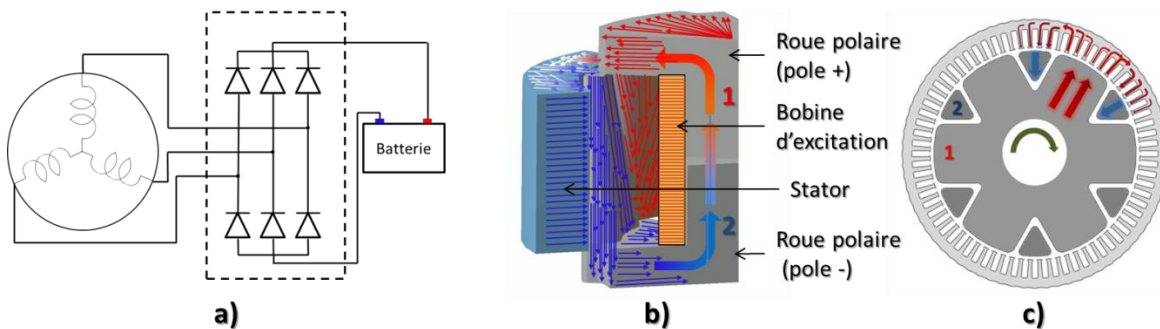 Batterie
a)
1
2
Roue polaire
(pole +)
Bobine
d'excitation
Stator
Roue polaire
(pole -)
b)
2
1
c)